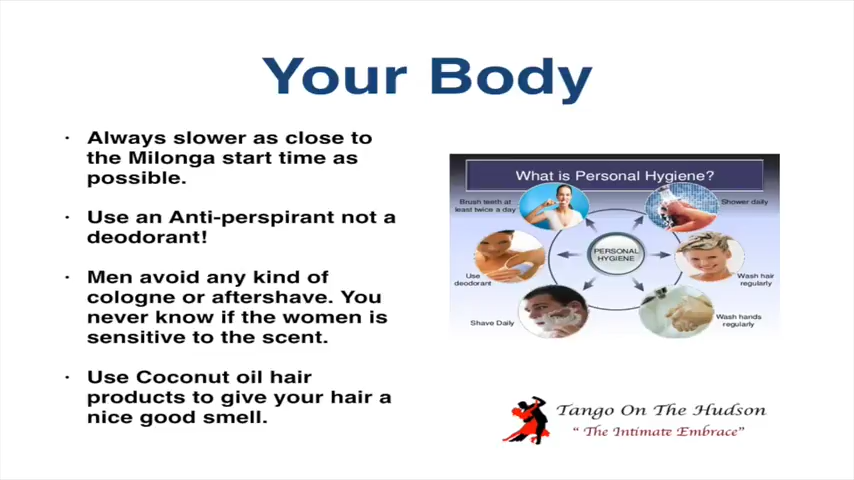 Your Body
· Always slower as close to
the Milonga start time as
possible.
· Use an Anti-perspirant not a
deodorant!
· Men avoid any kind of
cologne or aftershave. You
never know if the women is
sensitive to the scent.
· Use Coconut oil hair
products to give your hair a
nice good smell.
What is Personal Hygiene?
Brush teeth at
least twice a day
Shower daily
PERSONAL
HYGIENE
Use
deodorant
Wash hair
regularly
Shave Daily
Wash hands
regularly
Tango On The Hudson
“ The Intimate Embrace”